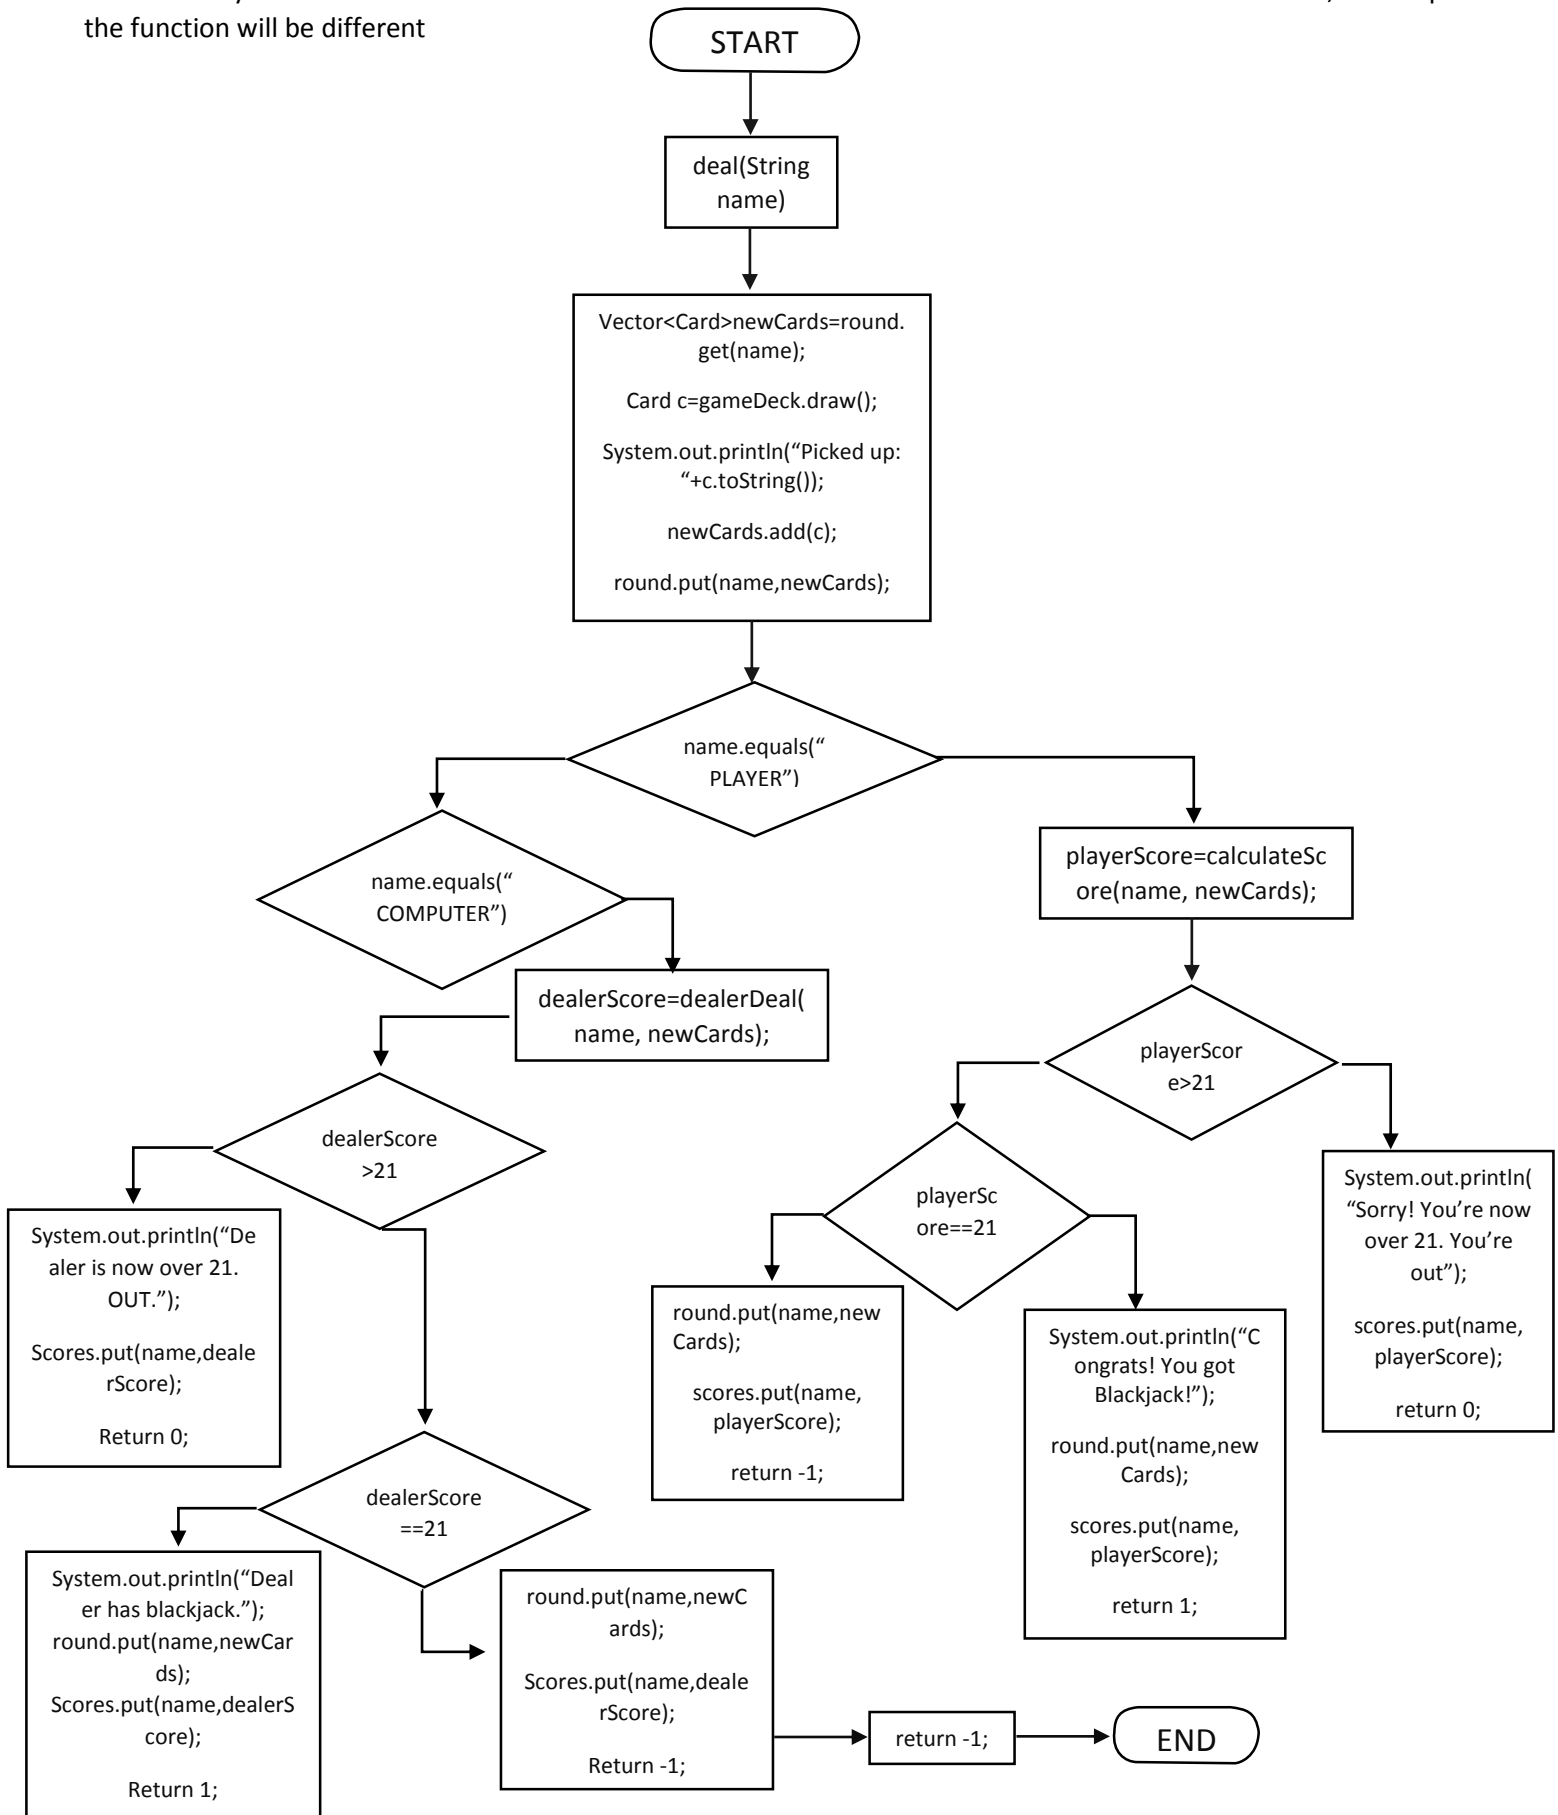 the function will be different
START
deal(String
name)
Vector<Card>newCards=round.
get(name);
Card c=gameDeck.draw();
System.out.println(“Picked up:
“+c.toString());
newCards.add(c);
round.put(name,newCards);
name.equals(“
PLAYER”)
name.equals(“
COMPUTER”)
playerScore=calculateSc
ore(name, newCards);
dealerScore=dealerDeal(
name, newCards);
playerScor
e>21
dealerScore
>21
playerSc
ore==21
System.out.println(
“Sorry! You’re now
over 21. You’re
out”);
scores.put(name,
playerScore);
return 0;
System.out.println(“De
aler is now over 21.
OUT.”);
Scores.put(name,deale
rScore);
Return 0;
round.put(name,new
Cards);
scores.put(name,
playerScore);
return -1;
System.out.println(“C
ongrats! You got
Blackjack!”);
round.put(name,new
Cards);
scores.put(name,
playerScore);
return 1;
dealerScore
==21
System.out.println(“Deal
er has blackjack.”);
round.put(name,newCar
ds);
Scores.put(name,dealerS
core);
Return 1;
round.put(name,newC
ards);
Scores.put(name,deale
rScore);
Return -1;
return -1;
END